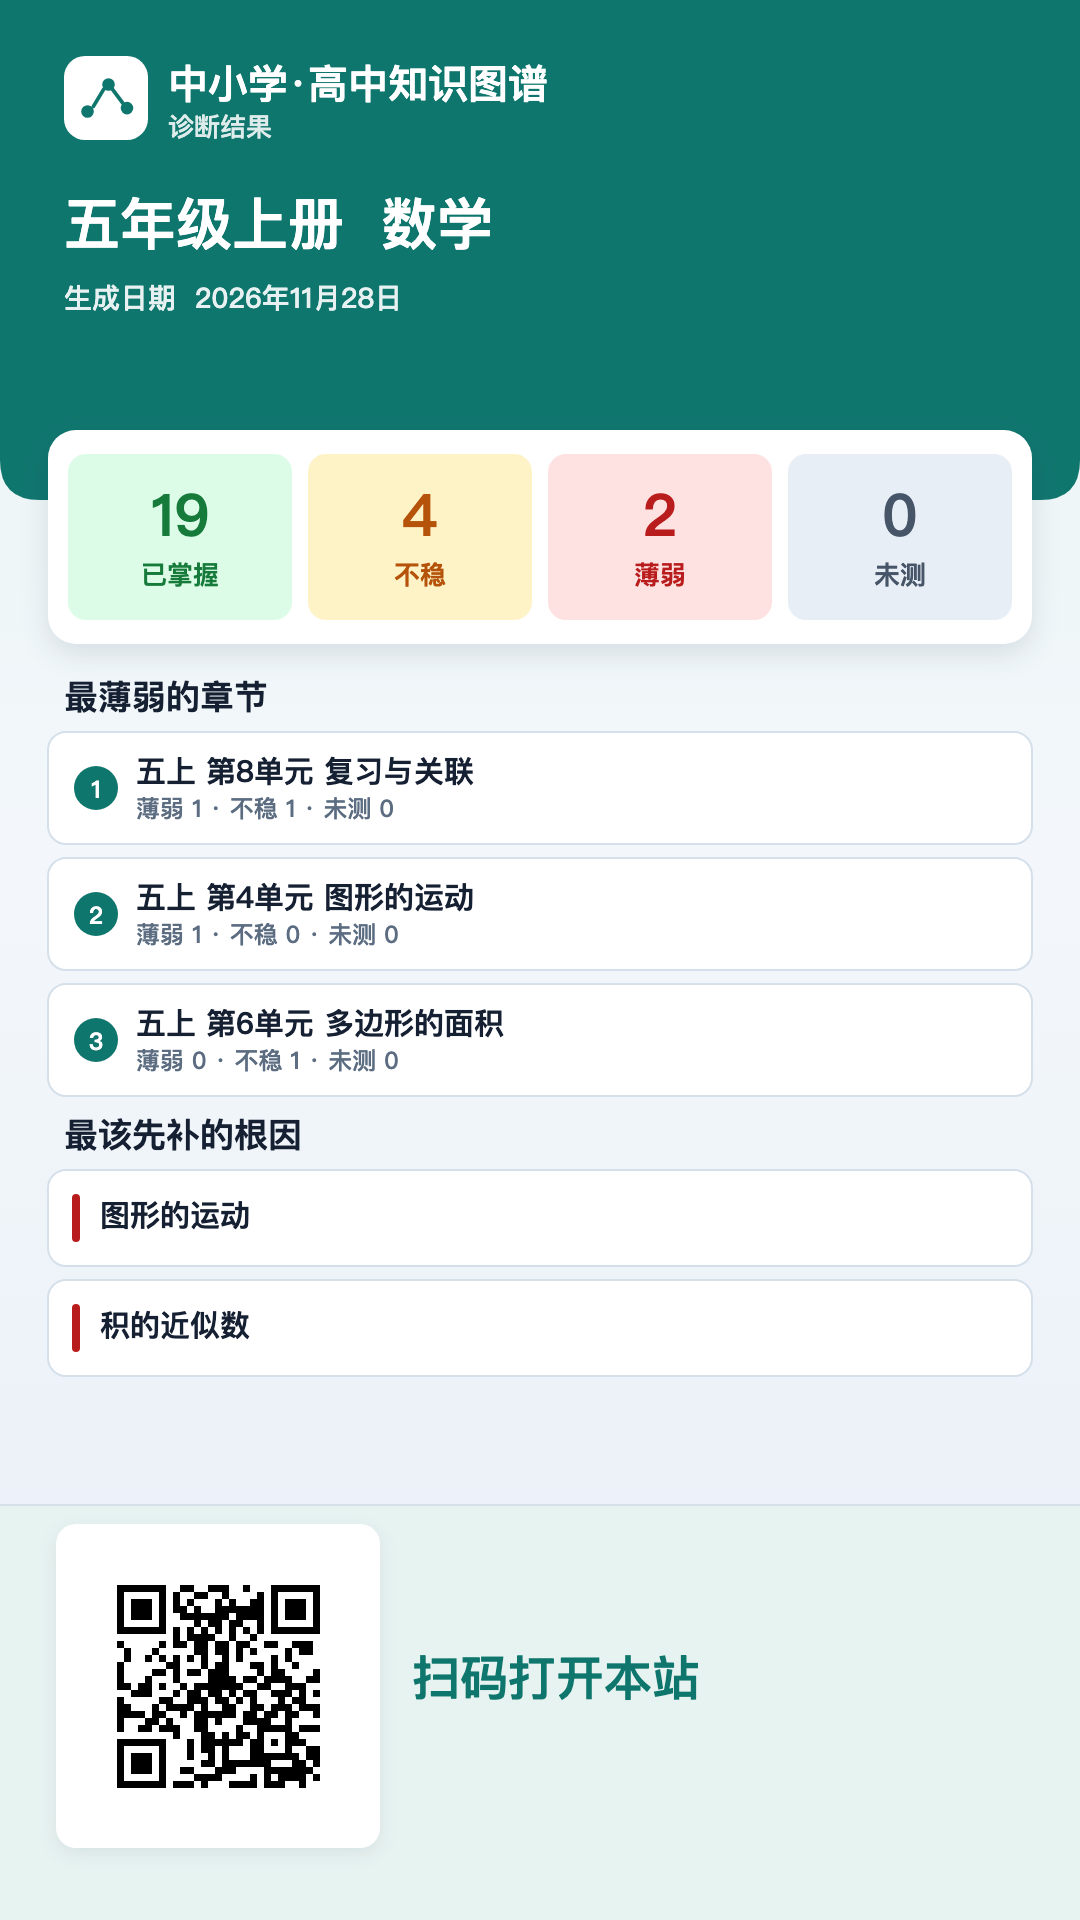 中小学·高中知识图谱
诊断结果
五年级上册 数学
生成日期 2026年11月28日
19
已掌握
4
不稳
2
薄弱
0
未测
最薄弱的章节
1
五上 第8单元 复习与关联
薄弱 1 · 不稳 1 · 未测 0
2
五上 第4单元 图形的运动
薄弱 1 · 不稳 0 · 未测 0
3
五上 第6单元 多边形的面积
薄弱 0 · 不稳 1 · 未测 0
最该先补的根因
图形的运动
积的近似数
扫码打开本站